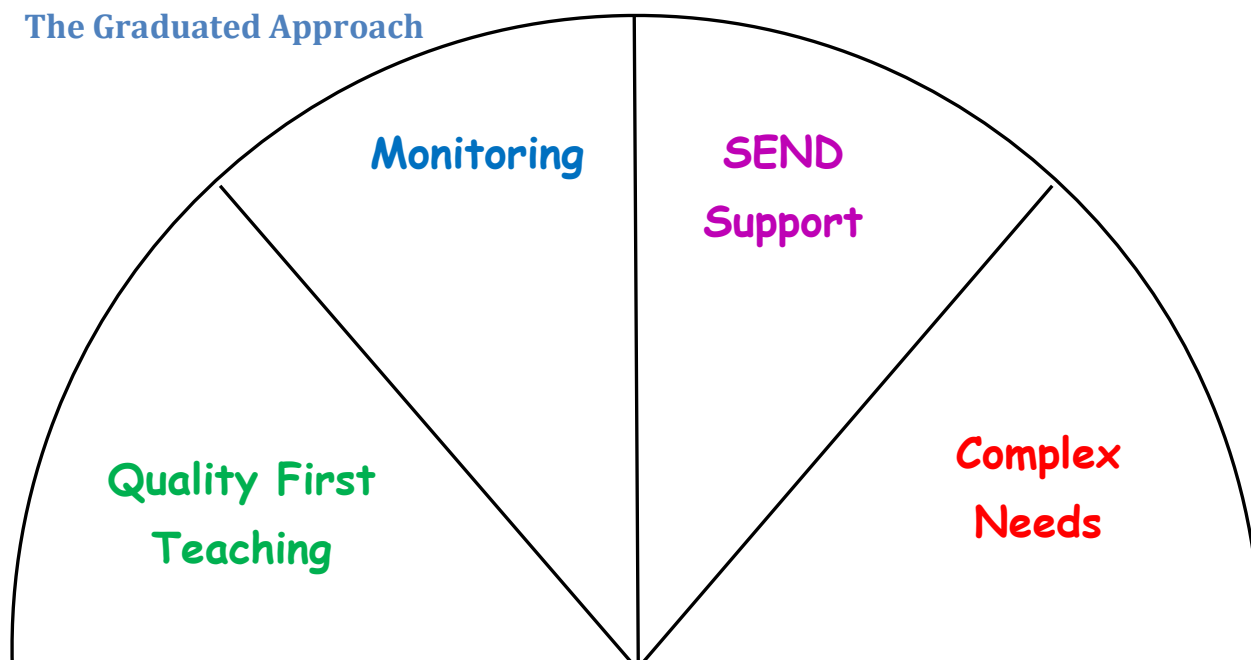 The Graduated Approach
Monitoring
SEND
Support
Quality First
Teaching
Complex
Needs